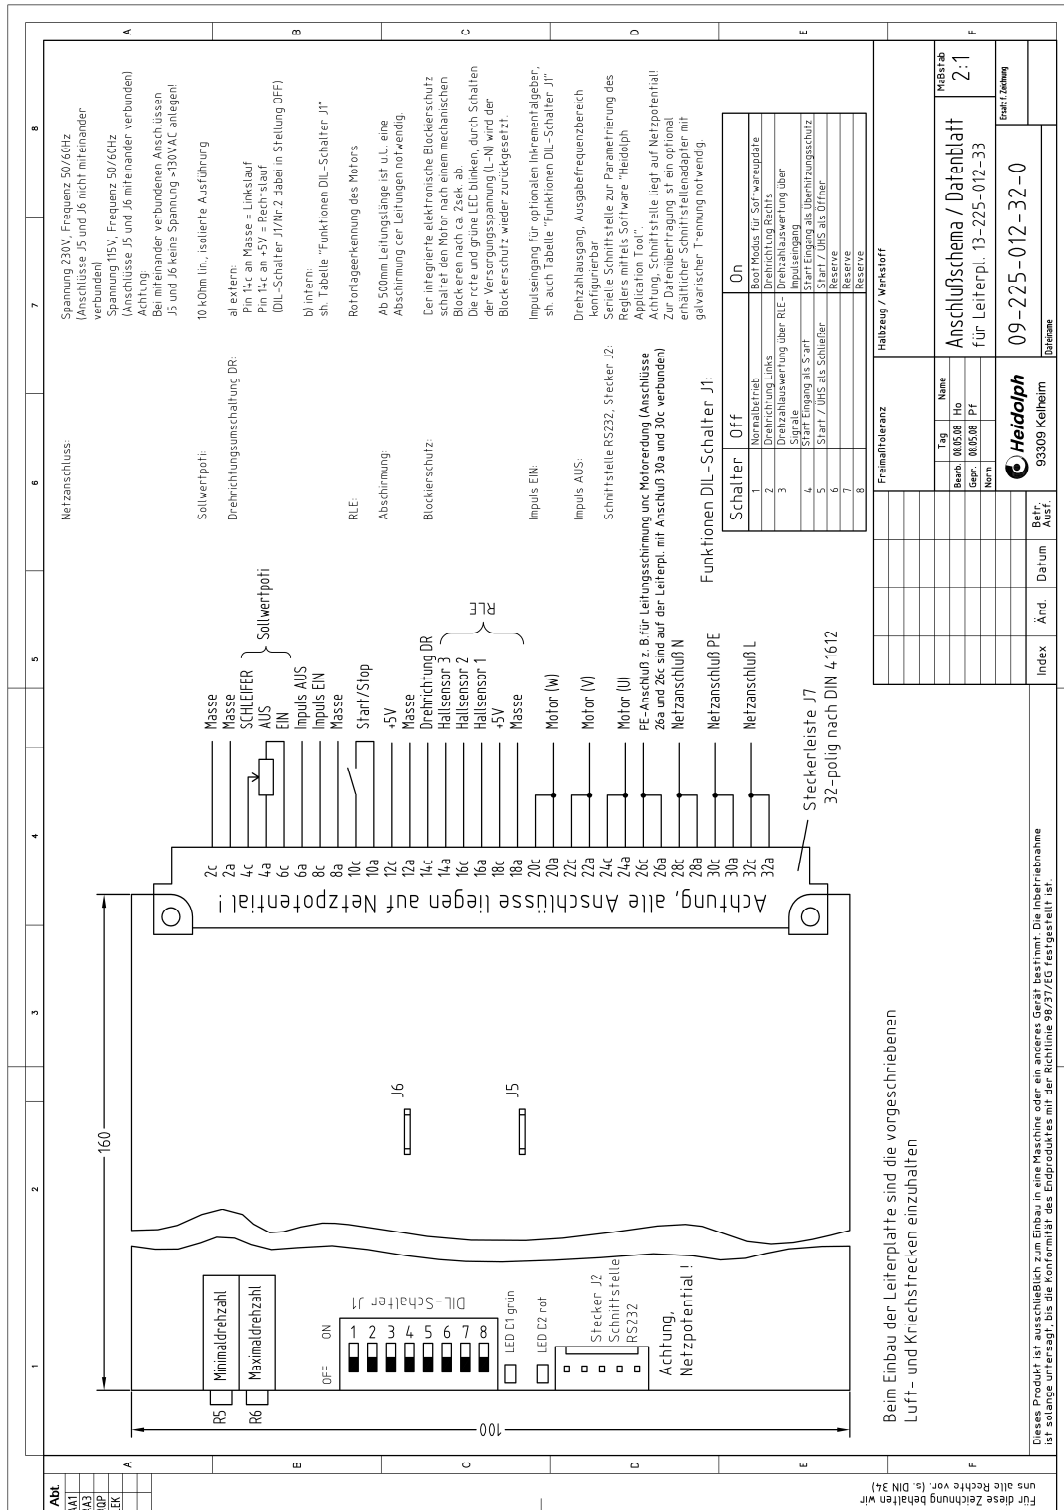 Abt.
Für diese Zeichnung behalten wir
uns alle Rechte vor. (s. DIN 34)
1
2
3
4
5
6
7
8
A
B
C
D
E
F
160
100
R5
Minimaldrehzahl
R6
Maximaldrehzahl
ON
1
2
3
4
5
6
7
8
DIL-Schalter J1
LED D1 grün
LED D2 rot
Stecker J2
Schnittstelle
RS232
Achtung,
Netzpotential !
J6
J5
Achtung, alle Anschlüsse liegen auf Netzpotential !
2c
2a
4c
4a
6c
6a
8c
8a
10c
10a
12c
12a
14c
14a
16c
16a
18c
18a
20c
20a
22c
22a
24c
24a
26c
26a
28c
28a
30c
30a
32c
32a
Masse
Masse
SCHLEIFER
AUS
EIN
Sollwertpoti
Impuls AUS
Impuls EIN
Masse
Start/Stop
+5V
Masse
Drehrichtung DR
Hallsensor 3
Hallsensor 2
Hallsensor 1
+5V
Masse
RLE
Motor (W)
Motor (V)
Motor (U)
PE-Anschluß z. B.für Leitungsschirmung und Motorerdung (Anschlüsse
26a und 26c sind auf der Leiterpl. mit Anschluß 30a und 30c verbunden)
Netzanschluß N
Netzanschluß PE
Netzanschluß L
Steckerleiste J7
32-polig nach DIN 41612
Netzanschluss:
Spannung 230V, Frequenz 50/60Hz
(Anschlüsse J5 und J6 nicht miteinander
verbunden)
Spannung 115V, Frequenz 50/60Hz
(Anschlüsse J5 und J6 miteinander verbunden)
Achtung:
Bei miteinander verbundenen Anschlüssen
J5 und J6 keine Spannung >130VAC anlegen!
Sollwertpoti:
10 kOhm lin., isolierte Ausführung
Drehrichtungsumschaltung DR:
a) extern:
Pin 14c an Masse = Linkslauf
Pin 14c an +5V = Rechtslauf
(DIL-Schalter J1/Nr.2 dabei in Stellung OFF)
b) intern:
sh. Tabelle "Funktionen DIL-Schalter J1"
RLE:
Rotorlageerkennung des Motors
Abschirmung:
Ab 500mm Leitungslänge ist u.U. eine
Abschirmung der Leitungen notwendig.
Blockierschutz:
Der integrierte elektronische Blockierschutz
schaltet den Motor nach einem mechanischen
Blockieren nach ca. 2sek. ab.
Die rote und grüne LED blinken, durch Schalten
der Versorgungsspannung (L-N) wird der
Blockierschutz wieder zurückgesetzt.
Impuls EIN:
Impulseingang für optionalen Inkrementalgeber,
sh. auch Tabelle "Funktionen DIL-Schalter J1"
Impuls AUS:
Drehzahlausgang, Ausgabefrequenzbereich
konfigurierbar
Schnittstelle RS232, Stecker J2:
Serielle Schnittstelle zur Parametrierung des
Reglers mittels Software "Heidolph
Application Tool".
Achtung, Schnittstelle liegt auf Netzpotential!
Zur Datenübertragung ist ein optional
erhältlicher Schnittstellenadapter mit
galvanischer Trennung notwendig.
Funktionen DIL-Schalter J1:
Schalter Off On
1 Normalbetrieb Boot Modus für Softwareupdate
2 Drehrichtung Links Drehrichtung Rechts
3 Drehzahlauswertung über RLE- Drehzahlauswertung über
Signale Impulseingang
4 Start Eingang als Start Start Eingang als Überhitzungsschutz
5 Start / ÜHS als Schließer Start / ÜHS als Öffner
6 Reserve
7 Reserve
8 Reserve
Beim Einbau der Leiterplatte sind die vorgeschriebenen
Luft- und Kriechstrecken einzuhalten
Dieses Produkt ist ausschließlich zum Einbau in eine Maschine oder ein anderes Gerät bestimmt. Die Inbetriebnahme
ist solange untersagt, bis die Konformität des Endproduktes mit der Richtlinie 98/37/EG festgestellt ist.
Index Änd. Datum Betr. Ausf.
Freimaßtoleranz
Halbzeug / Werkstoff
Tag Name
Bearb. 08.05.08 Ho
Gepr. 08.05.08 Pf
Norm
Anschlußschema / Datenblatt
für Leiterpl. 13-225-012-33
Maßstab
2:1
Heidolph
93309 Kelheim
09-225-012-32-0
Dateiname
Ersatz f. Zeichnung